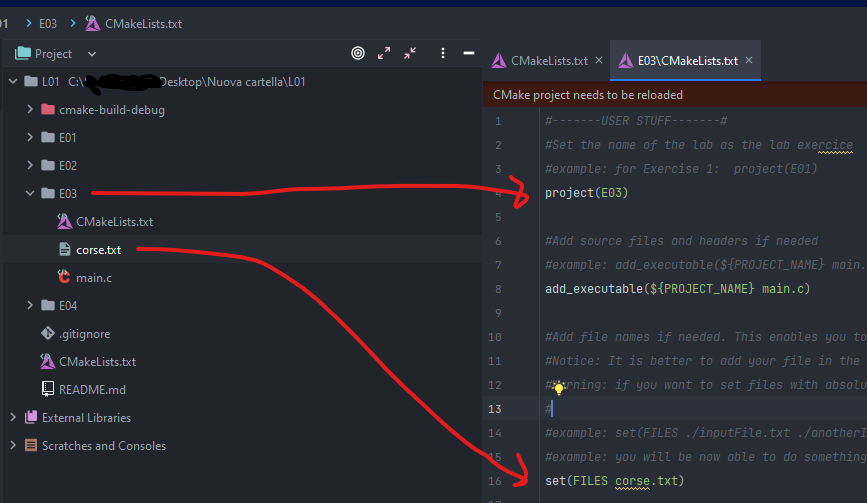 01 > E03 > CMakeLists.txt
Project
L01 C:\ Desktop\Nuova cartella\L01
cmake-build-debug
E01
E02
E03
CMakeLists.txt
corse.txt
main.c
E04
.gitignore
CMakeLists.txt
README.md
External Libraries
Scratches and Consoles
CMakeLists.txt × E03\CMakeLists.txt ×
CMake project needs to be reloaded
1 #-------USER STUFF-------#
2 #Set the name of the lab as the lab exercice
3 #example: for Exercise 1: project(E01)
4 project(E03)
5
6 #Add source files and headers if needed
7 #example: add_executable(${PROJECT_NAME} main.
8 add_executable(${PROJECT_NAME} main.c)
9
10 #Add file names if needed. This enables you to
11 #Notice: It is better to add your file in the
12 if you want to set files with absolu
13 #
14 #example: set(FILES ./inputFile.txt ./anotherI
15 #example: you will be now able to do something
16 set(FILES corse.txt)